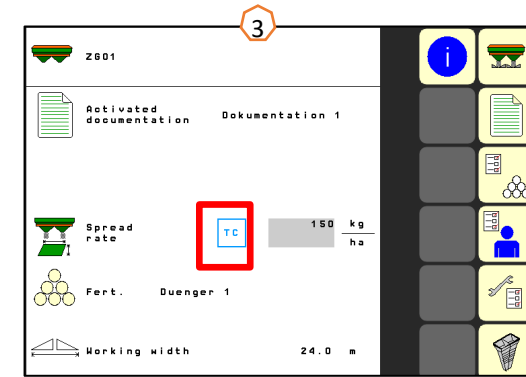 3
ZG01
Activated
documentation Dokumentation 1
Spread
rate TC 150 kg
ha
Fert. Duenger 1
Working width 24.0 m
i